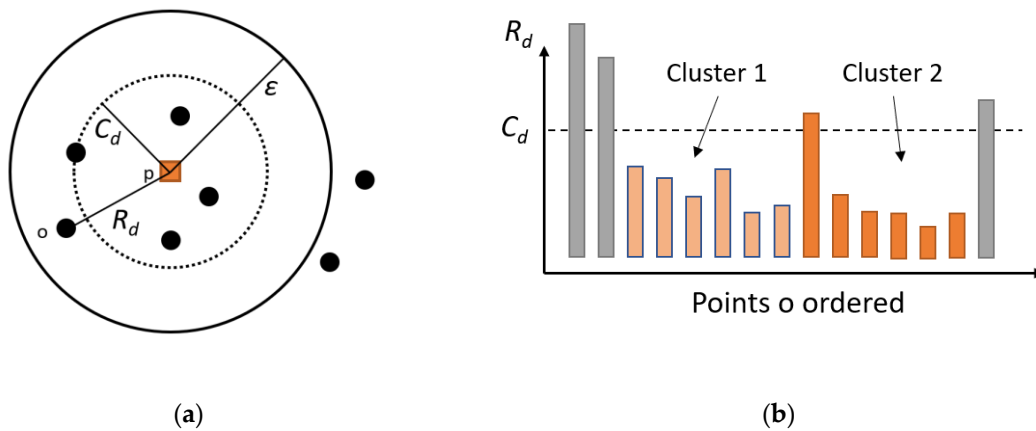 ε
C_d
p
o
R_d
(a)
R_d
Cluster 1
Cluster 2
C_d
Points o ordered
(b)